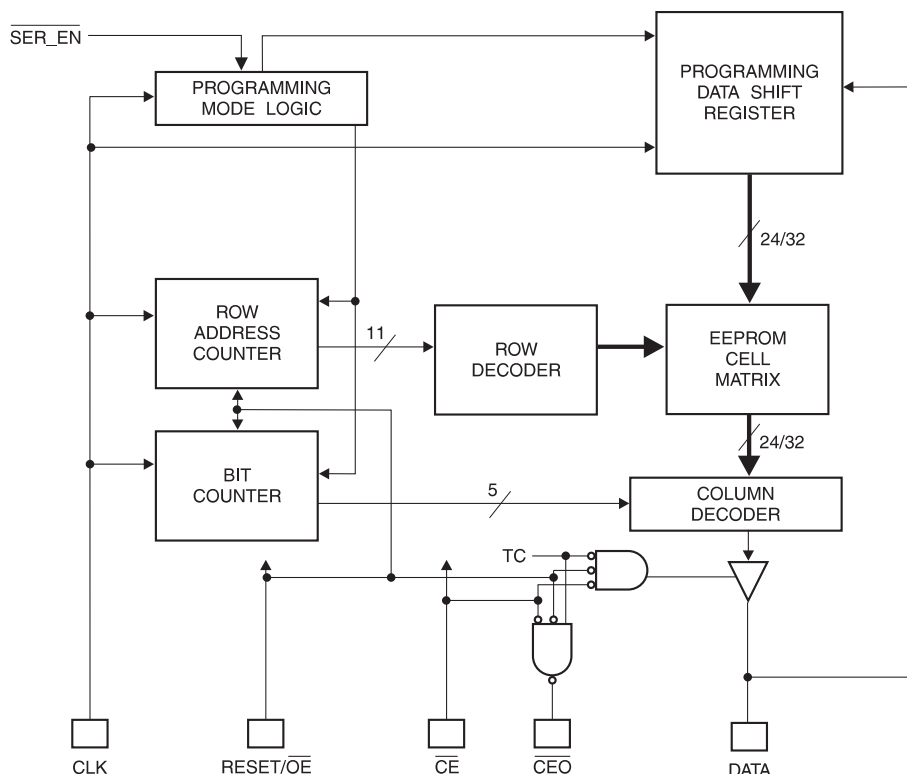 SER_EN
PROGRAMMING
MODE LOGIC
PROGRAMMING
DATA SHIFT
REGISTER
24/32
ROW
ADDRESS
COUNTER
11
ROW
DECODER
EEPROM
CELL
MATRIX
24/32
BIT
COUNTER
5
COLUMN
DECODER
TC
CLK
RESET/OE
CE
CEO
DATA